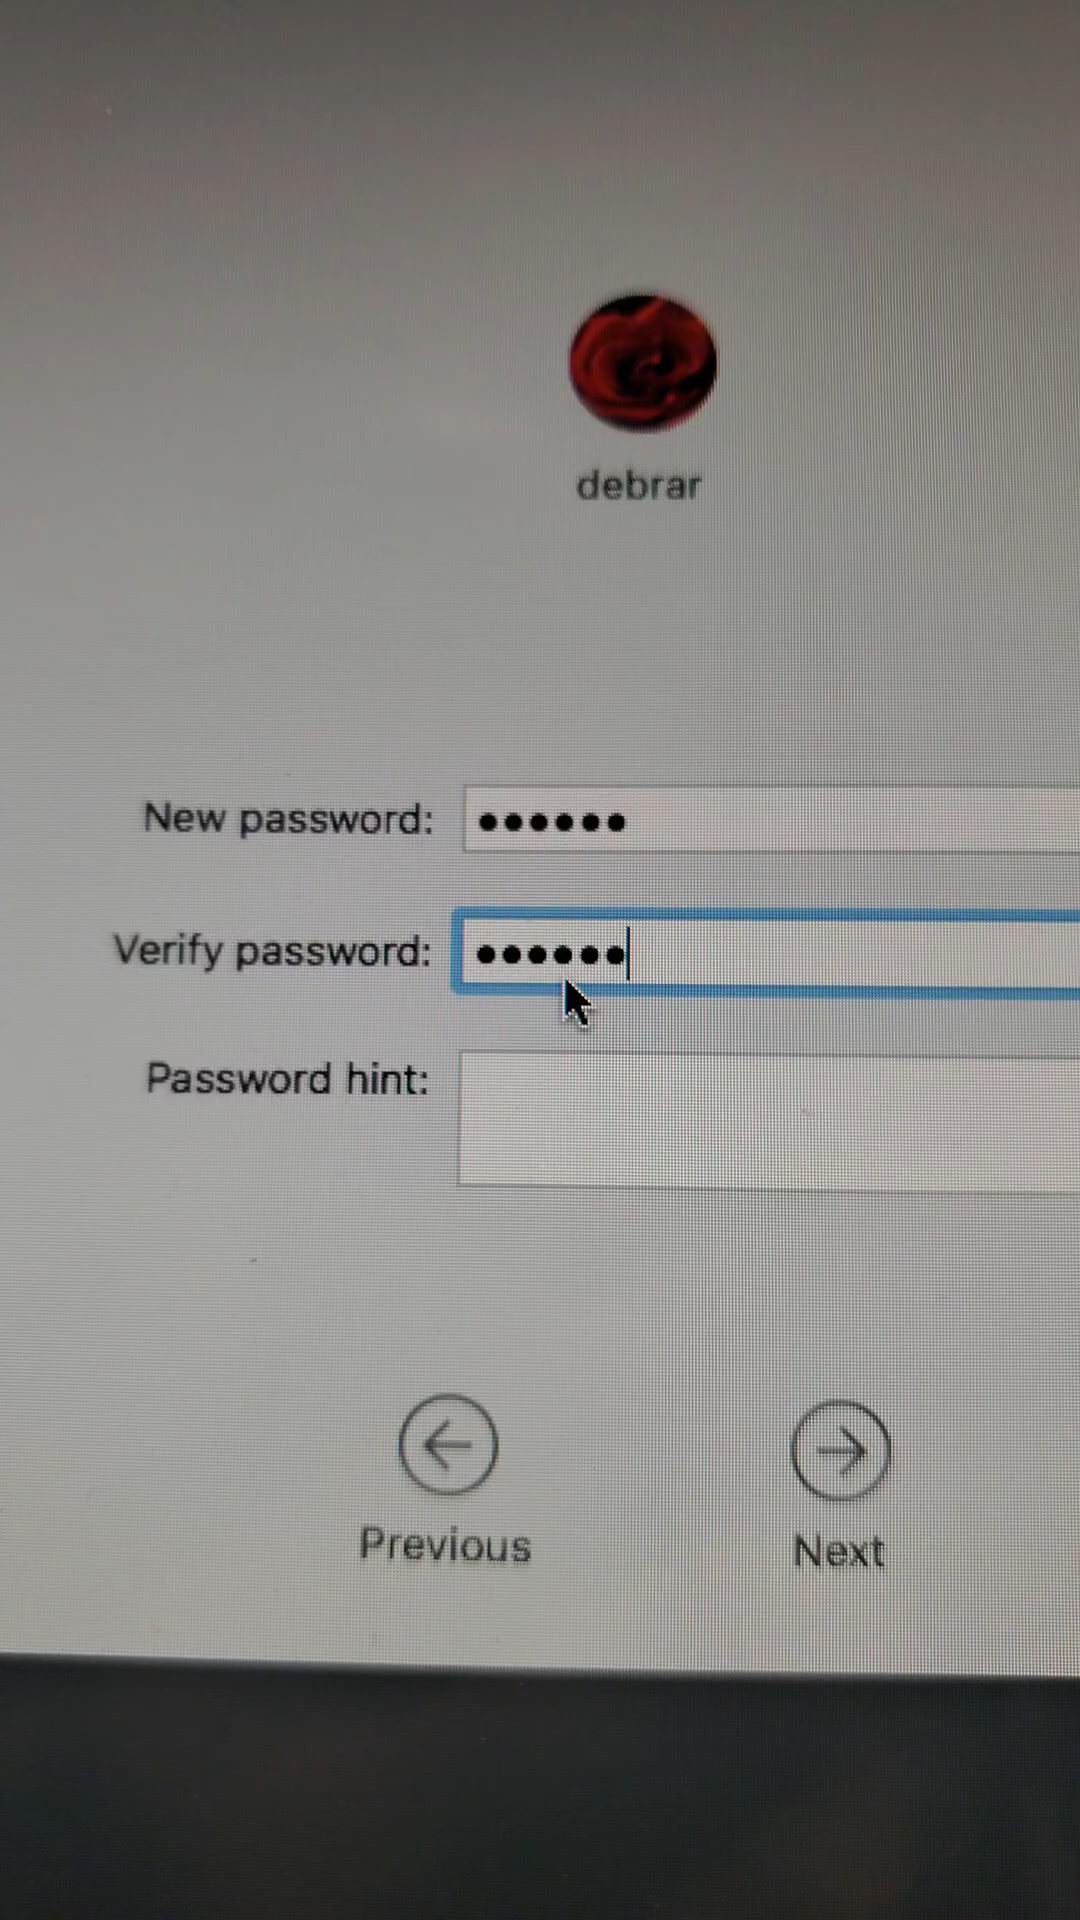 debrar
New password: ••••••
Verify password: ••••••
Password hint:
Previous
Next